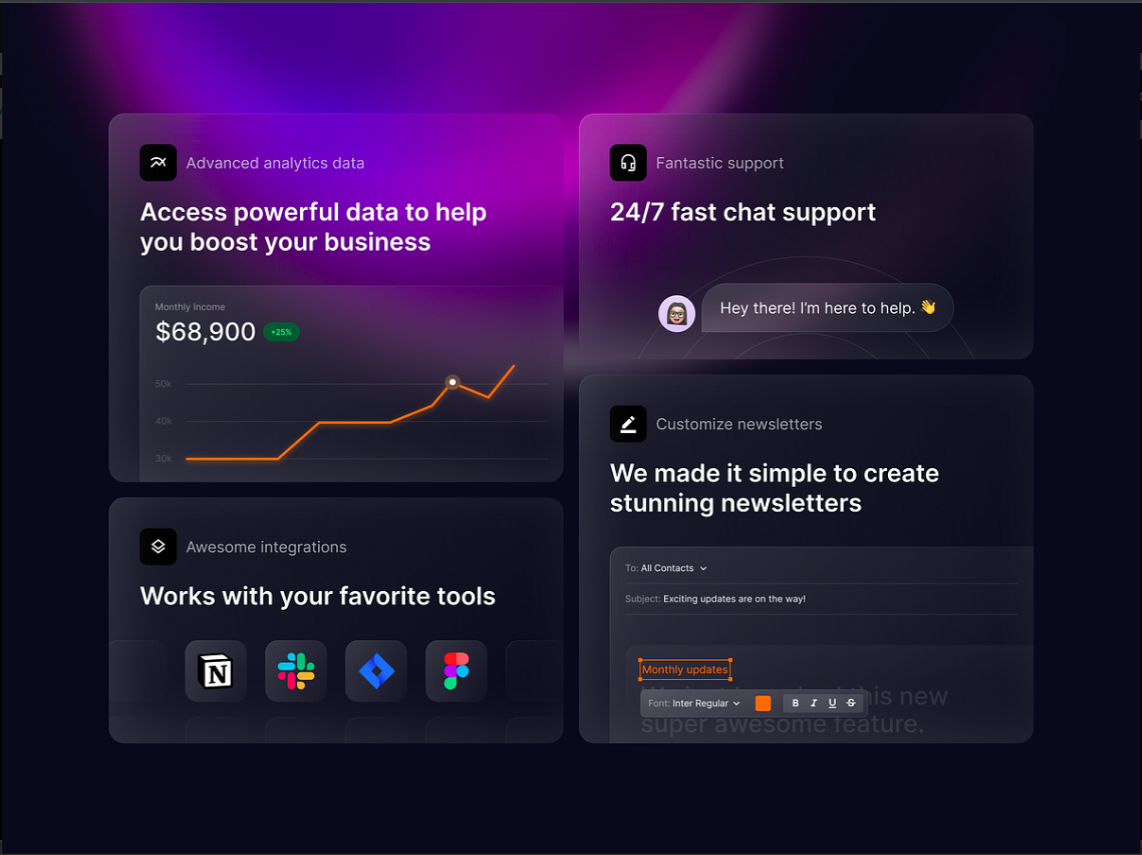 Advanced analytics data
Access powerful data to help
you boost your business
Monthly Income
$68,900 +25%
50k
40k
30k
Awesome integrations
Works with your favorite tools
N
Fantastic support
24/7 fast chat support
Hey there! I'm here to help. 👋
Customize newsletters
We made it simple to create
stunning newsletters
To: All Contacts
Subject: Exciting updates are on the way!
Monthly updates
this new
Font: Inter Regular B I U S
super awesome feature.